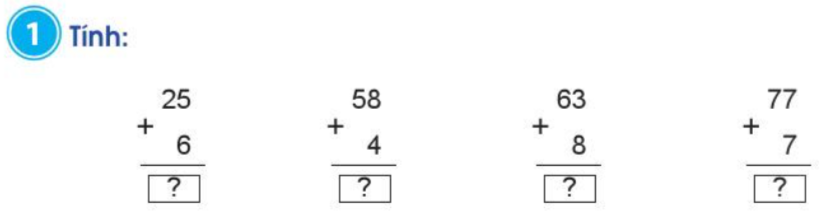 1 Tính:
25 58 63 77
+ + + +
6 4 8 7
? ? ? ?